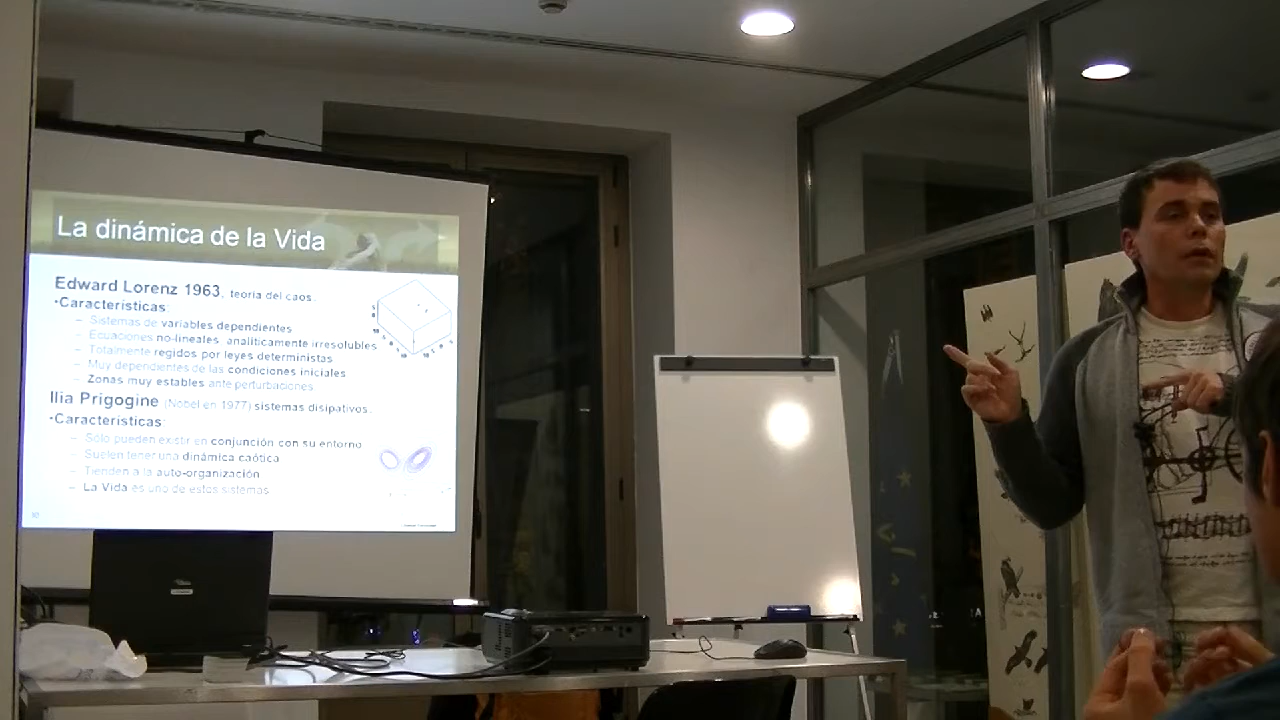 La dinámica de la Vida
Edward Lorenz 1963, teoría del caos.
•Características:
– Sistemas de variables dependientes
– Ecuaciones no-lineales analíticamente irresolubles
– Totalmente regidos por leyes deterministas
– Muy dependientes de las condiciones iniciales
– Zonas muy estables ante perturbaciones
Ilia Prigogine (Nobel en 1977) sistemas disipativos.
•Características:
– Solo pueden existir en conjunción con su entorno
– Suelen tener una dinámica caótica
– Tienden a la auto-organización
– La Vida es uno de estos sistemas